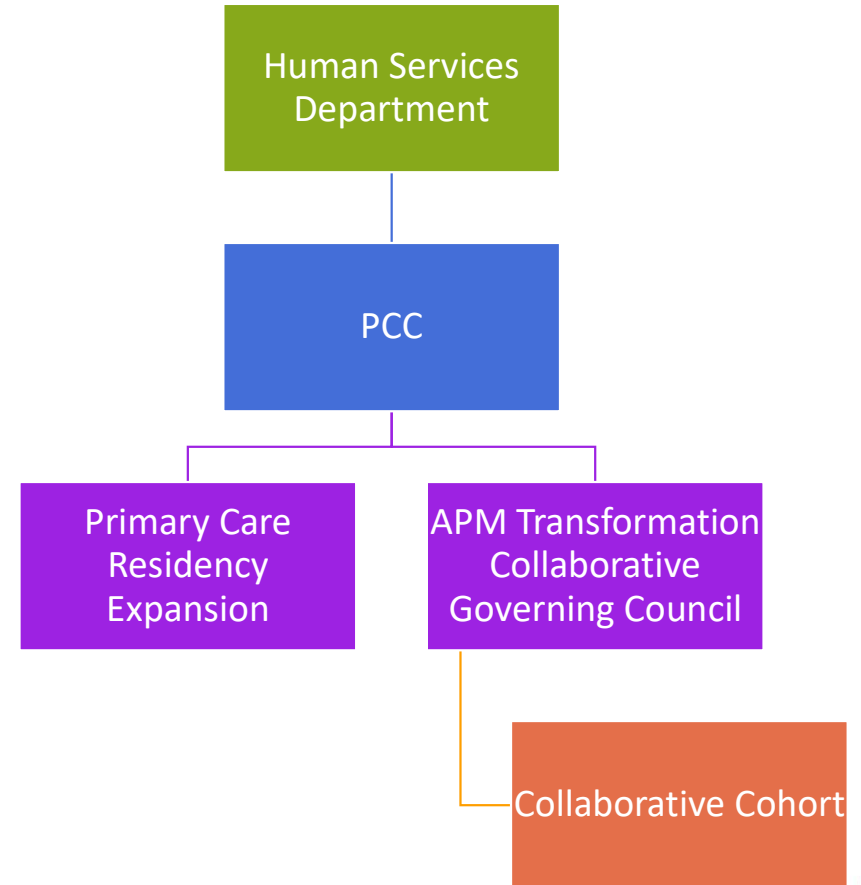 Human Services
Department
PCC
Primary Care
Residency
Expansion
APM Transformation
Collaborative
Governing Council
Collaborative Cohort